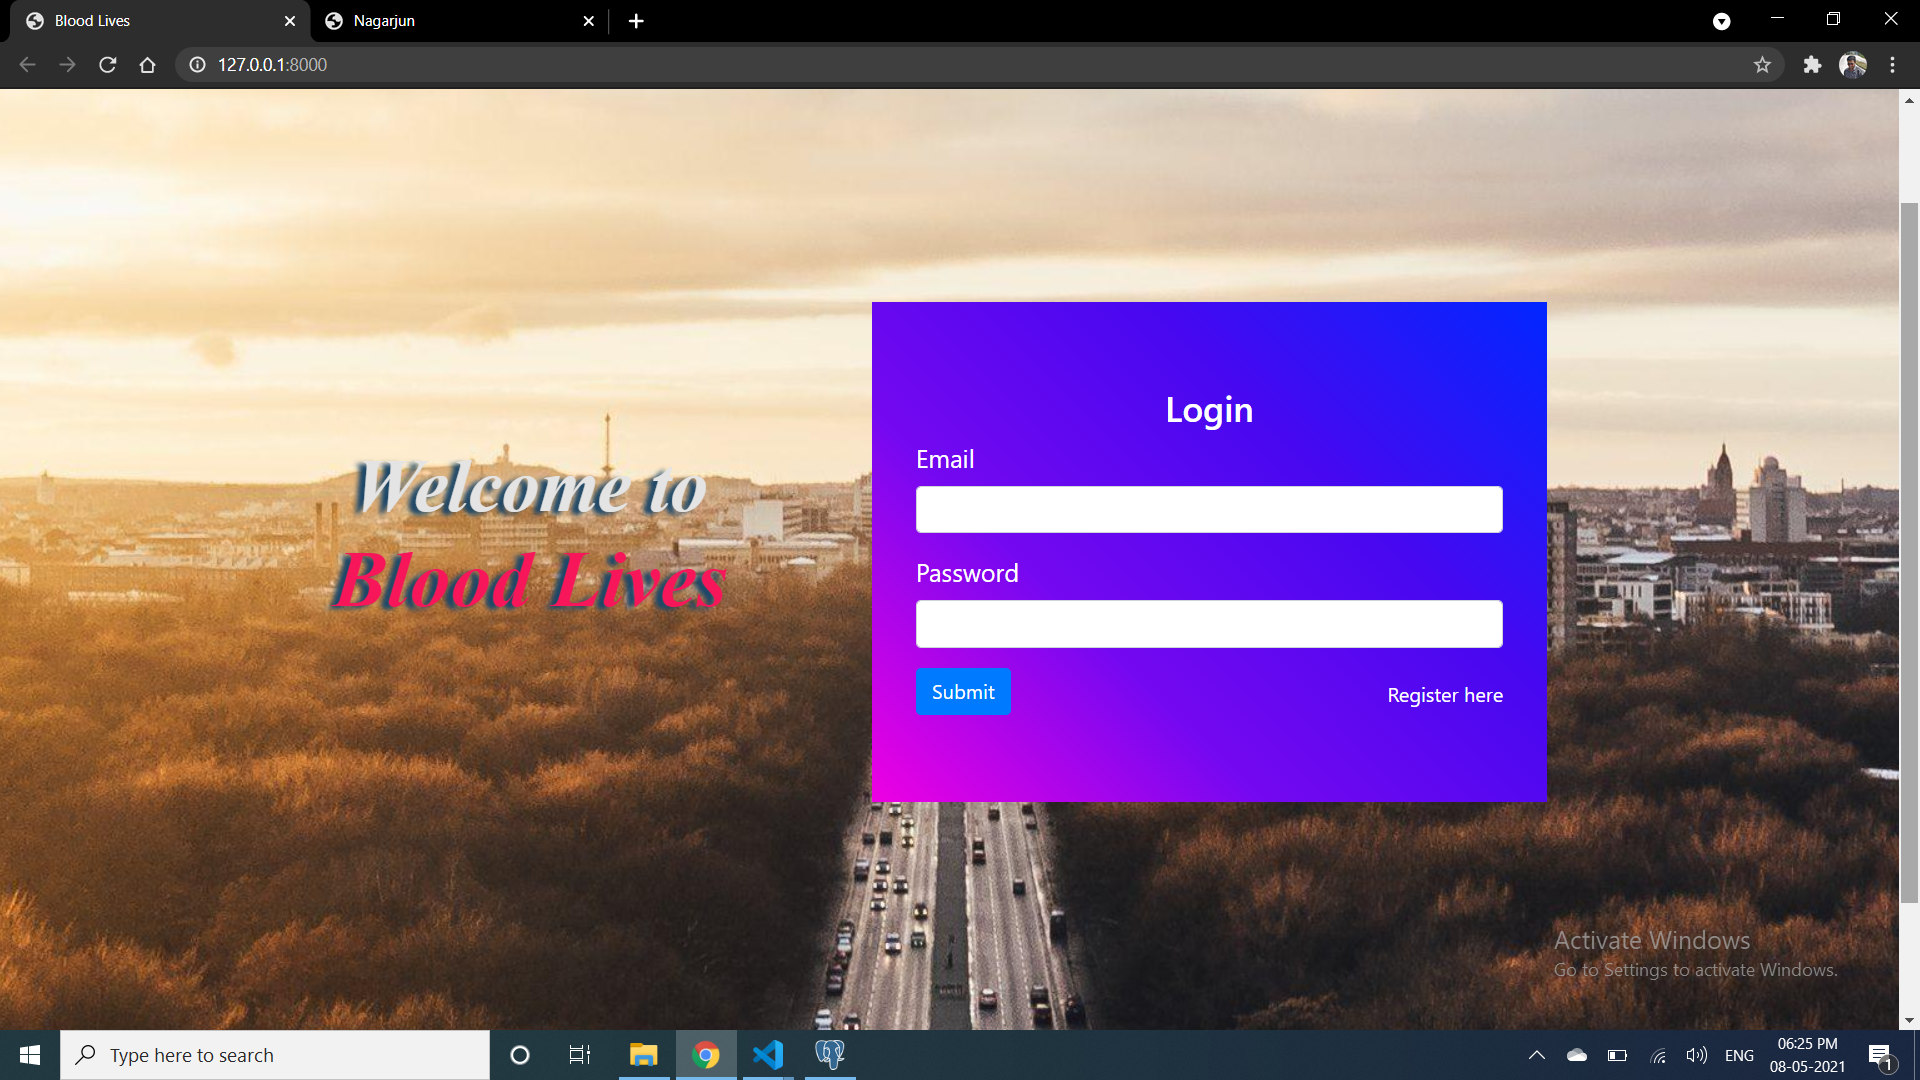 Blood Lives
Nagarjun
127.0.0.1:8000
Welcome to
Blood Lives
Login
Email
Password
Submit
Register here
Activate Windows
Go to Settings to activate Windows.
Type here to search
ENG
06:25 PM
08-05-2021
1